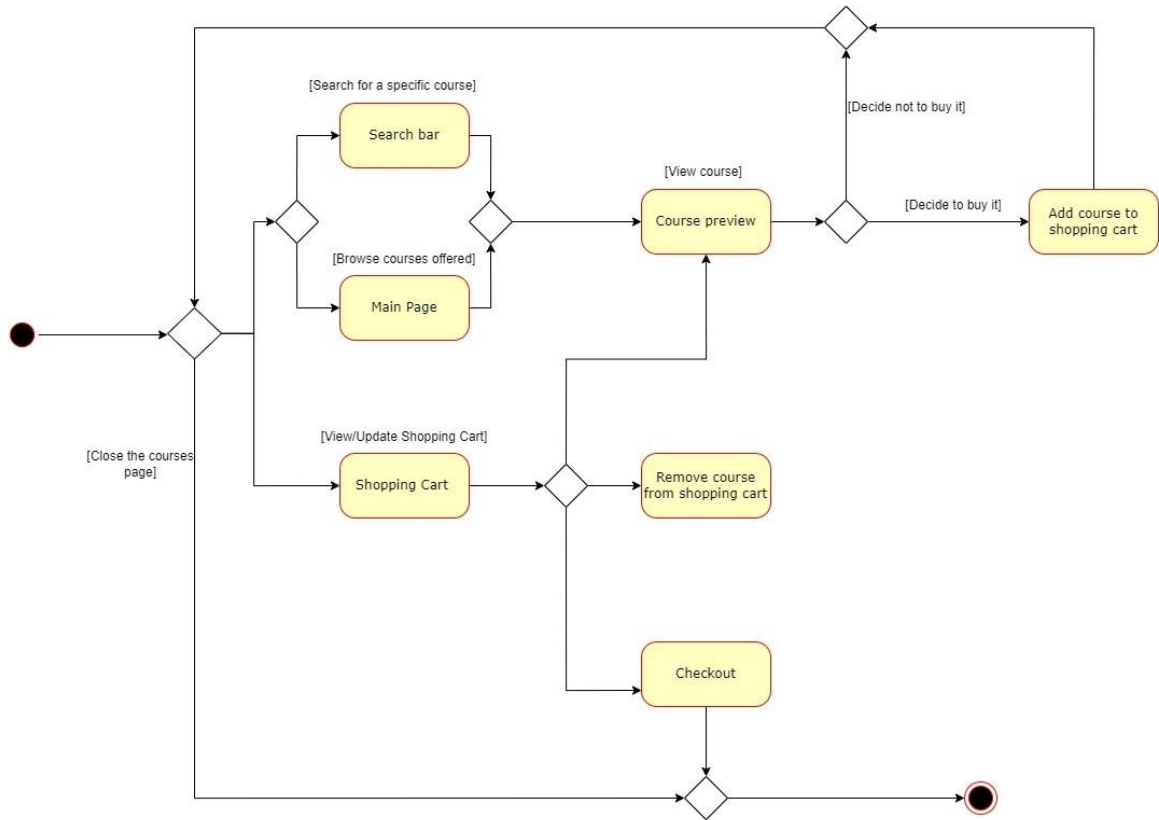 [Search for a specific course]
Search bar
[Decide not to buy it]
[View course]
Course preview
[Decide to buy it]
Add course to
shopping cart
[Browse courses offered]
Main Page
[View/Update Shopping Cart]
[Close the courses
page]
Shopping Cart
Remove course
from shopping cart
Checkout